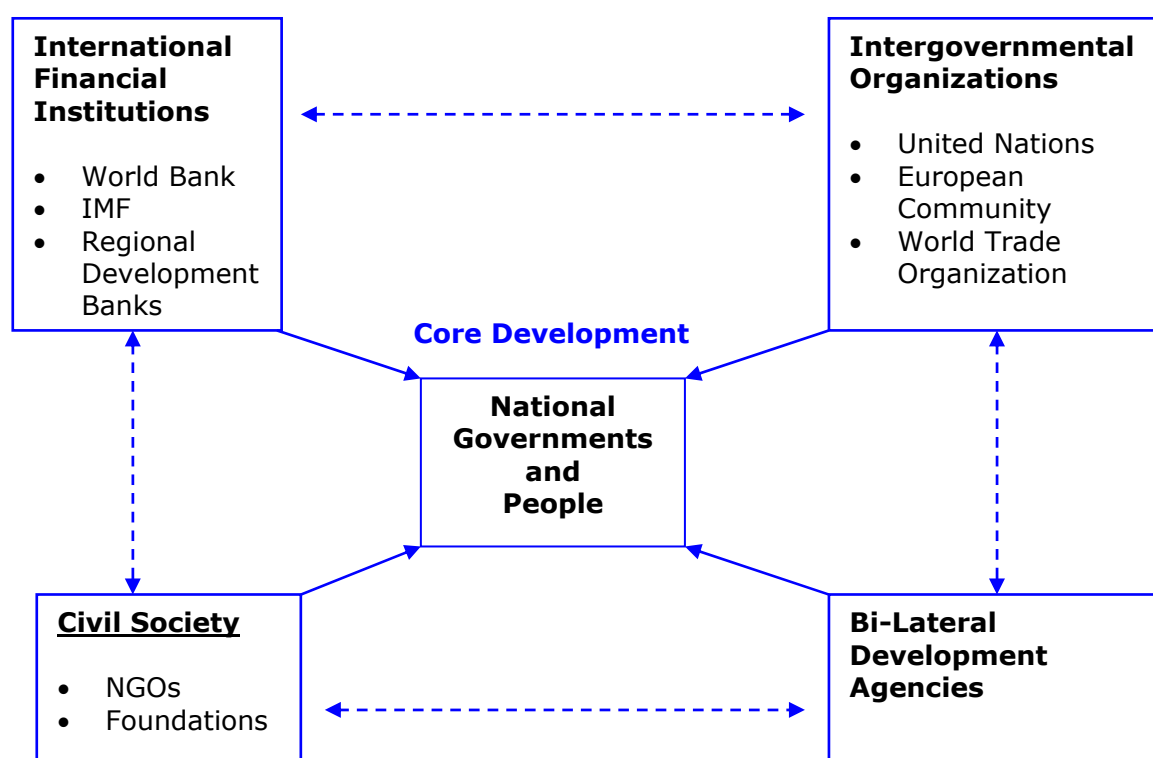 International
Financial
Institutions
• World Bank
• IMF
• Regional
Development
Banks
Intergovernmental
Organizations
• United Nations
• European
Community
• World Trade
Organization
Core Development
National
Governments
and
People
Civil Society
• NGOs
• Foundations
Bi-Lateral
Development
Agencies